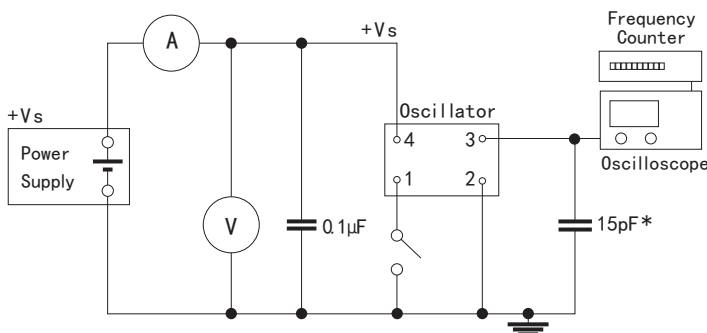 Frequency
Counter
+Vs
A
Oscillator
+Vs
4
3
Power
Supply
1
2
Oscilloscope
V
0.1μF
15pF*